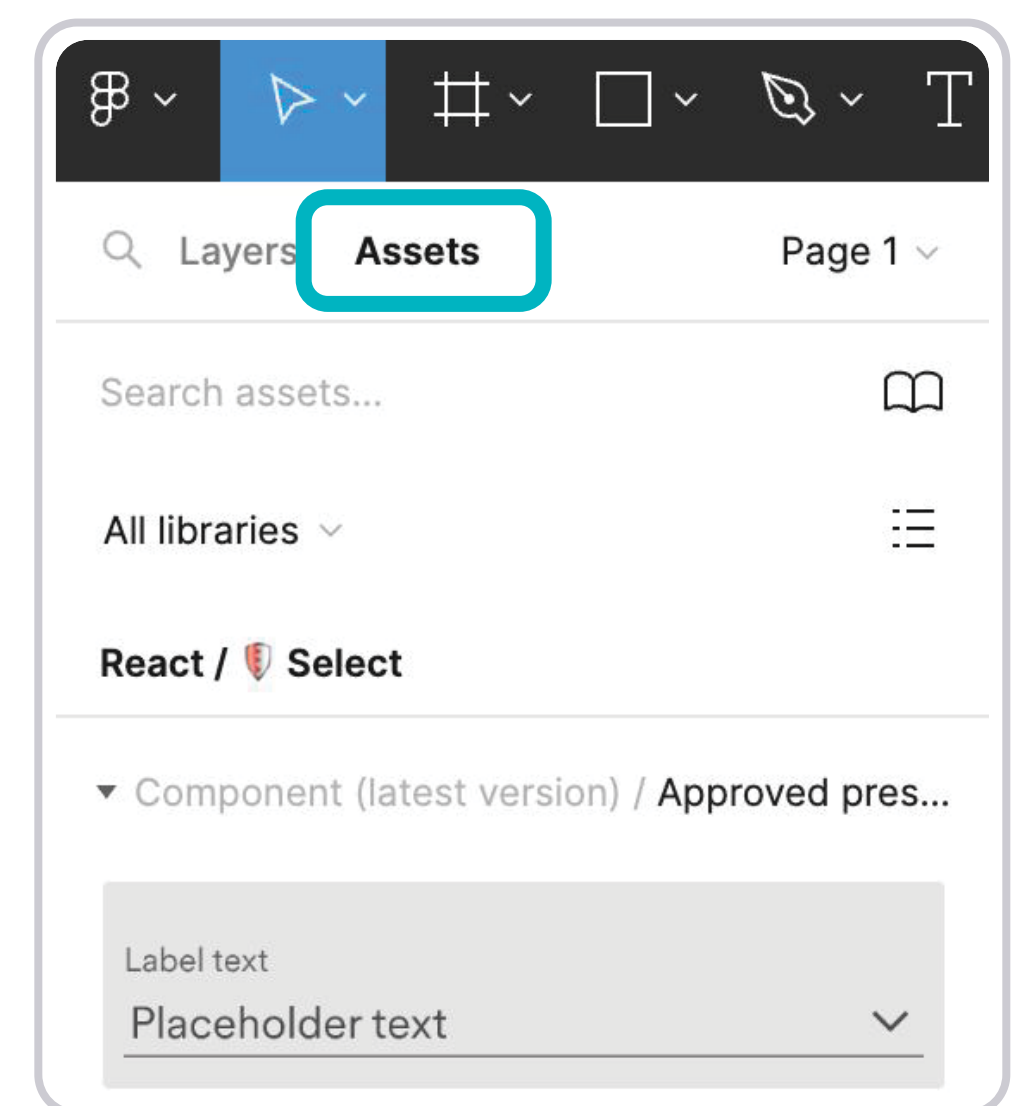 Layers Assets Page 1
Search assets...
All libraries
React / Select
Component (latest version) / Approved pres...
Label text
Placeholder text